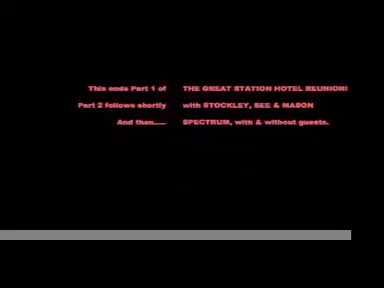 This ends Part 1 of THE GREAT STATION HOTEL REUNION!
Part 2 follows shortly with STOCKLEY, SEE & MASON
And then..... SPECTRUM, with & without guests.